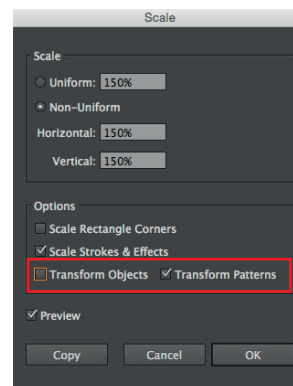 Scale
Scale
Uniform: 150%
Non-Uniform
Horizontal: 150%
Vertical: 150%
Options
Scale Rectangle Corners
Scale Strokes & Effects
Transform Objects Transform Patterns
Preview
Copy Cancel OK